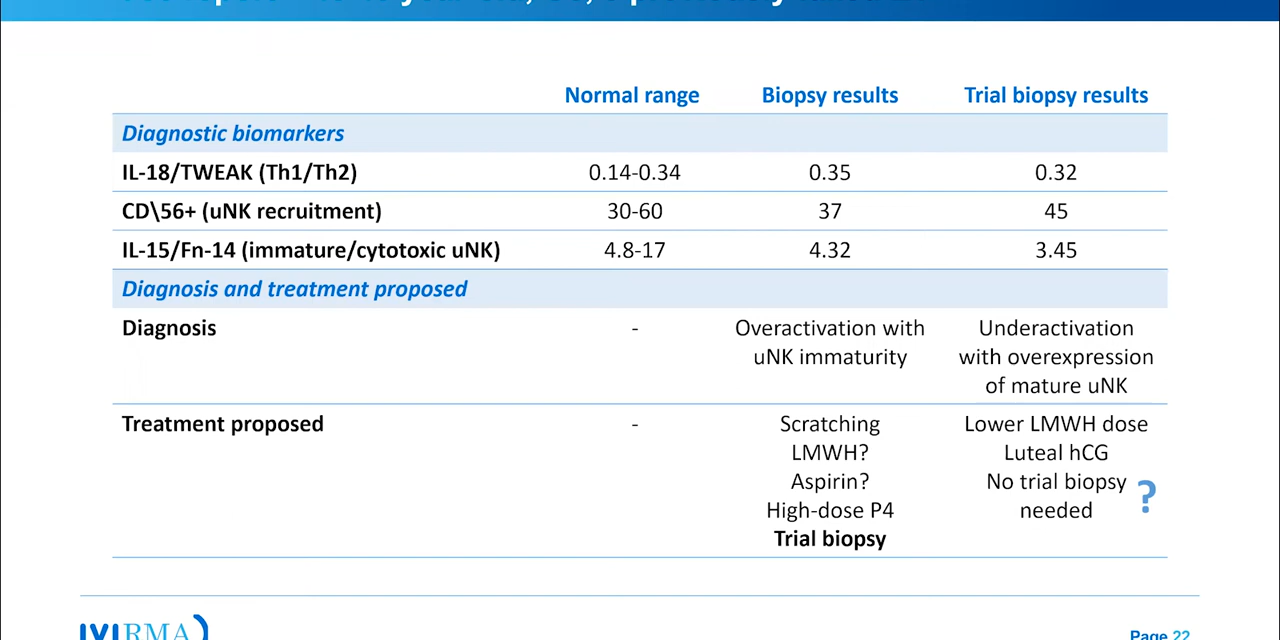 Normal range Biopsy results Trial biopsy results
Diagnostic biomarkers
IL-18/TWEAK (Th1/Th2) 0.14-0.34 0.35 0.32
CD\56+ (uNK recruitment) 30-60 37 45
IL-15/Fn-14 (immature/cytotoxic uNK) 4.8-17 4.32 3.45
Diagnosis and treatment proposed
Diagnosis - Overactivation with Underactivation
uNK immaturity with overexpression
of mature uNK
Treatment proposed - Scratching Lower LMWH dose
LMWH? Luteal hCG
Aspirin? No trial biopsy ?
High-dose P4 needed
Trial biopsy
IVIRMA
Page 22